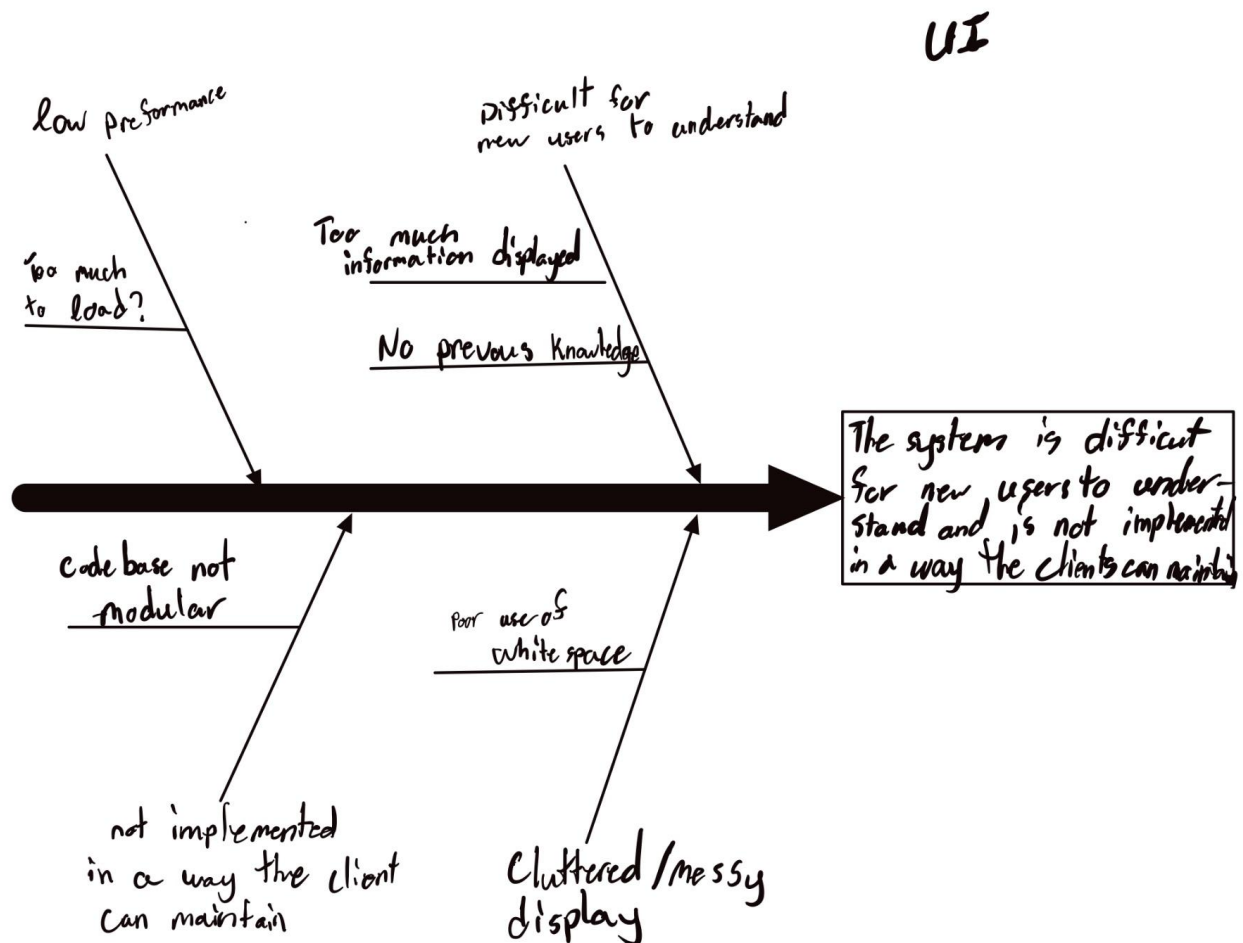 UI
low preformance
Difficult for
new users to understand
Too much
to load?
Too much
information displayed
No prevous knowledge
The system is difficut
for new users to under-
stand and is not implemented
in a way the clients can maintain
Codebase not
modular
Poor use of
white space
not implemented
in a way the client
can maintain
Cluttered/messy
display